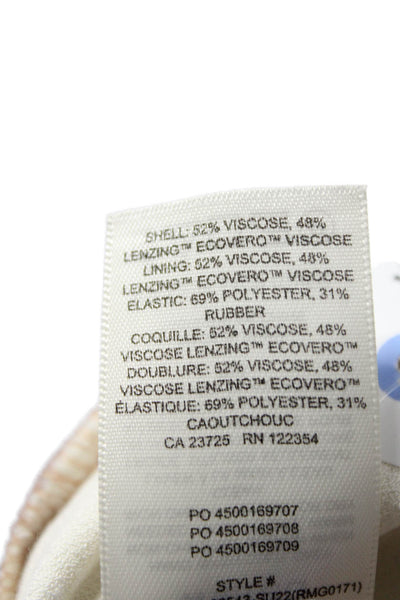 SHELL: 52% VISCOSE, 48%
LENZING™ ECOVERO™ VISCOSE
LINING: 52% VISCOSE, 48%
LENZING™ ECOVERO™ VISCOSE
ELASTIC: 69% POLYESTER, 31%
RUBBER
COQUILLE: 52% VISCOSE, 48%
VISCOSE LENZING™ ECOVERO™
DOUBLURE: 52% VISCOSE, 48%
VISCOSE LENZING™ ECOVERO™
ÉLASTIQUE: 69% POLYESTER, 31%
CAOUTCHOUC
CA 23725 RN 122354
PO 4500169707
PO 4500169708
PO 4500169709
STYLE #
SU22(RMG0171)